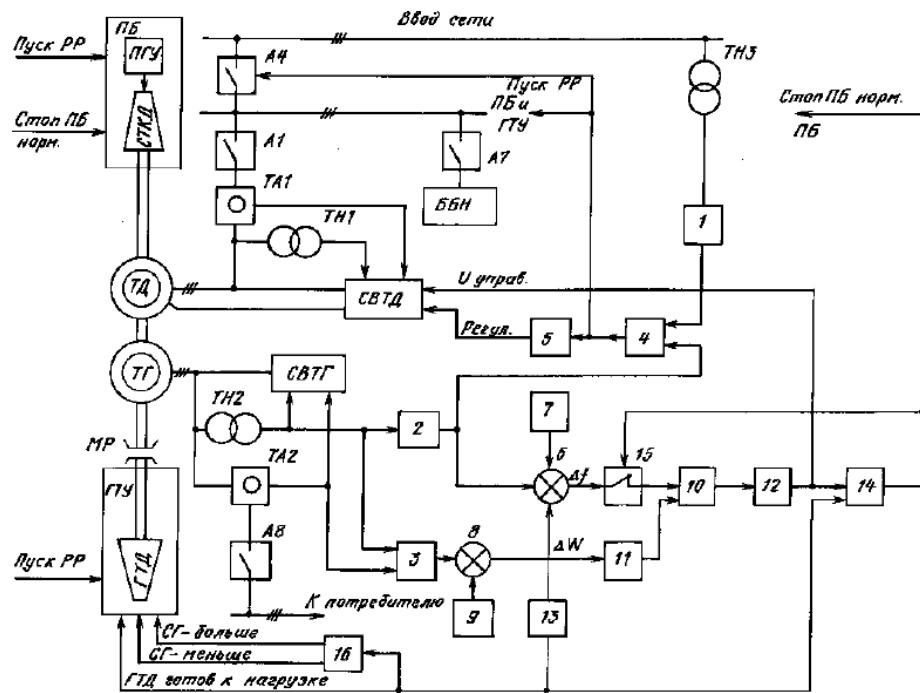 Ввод сети
ПБ
Пуск РР
ПГУ
А4
ТН3
Пуск РР
Стоп ПБ
норм.
СТКД
ПБ и
ГТУ
Стоп ПБ норм.
ПБ
А1
А7
ТА1
ББН
ТН1
1
U управ.
ТД
СВТД
Регул.
5
4
ТГ
СВТГ
7
ТН2
2
МР
ТА2
6
Δf
15
ГТУ
10
12
14
А8
8
ΔW
3
11
ГТД
Пуск РР
К потребителю
9
13
СГ-больше
СГ-меньше
16
ГТД готов к нагрузке